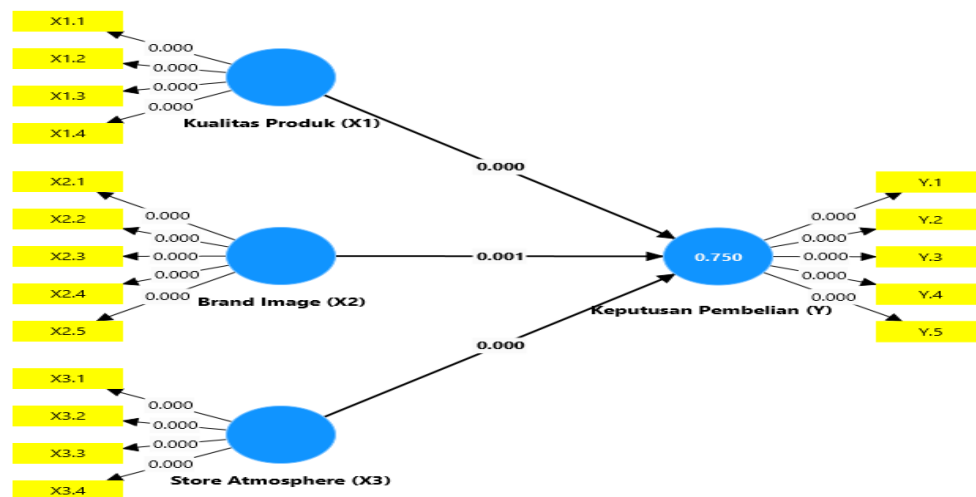 X1.1
0.000
X1.2
0.000
X1.3
0.000
X1.4
0.000
Kualitas Produk (X1)
0.000
X2.1
0.000
X2.2
0.000
X2.3
0.000
X2.4
0.000
X2.5
0.000
Brand Image (X2)
0.001
X3.1
0.000
X3.2
0.000
X3.3
0.000
X3.4
0.000
Store Atmosphere (X3)
0.000
0.750
Keputusan Pembelian (Y)
Y.1
0.000
Y.2
0.000
Y.3
0.000
Y.4
0.000
Y.5
0.000